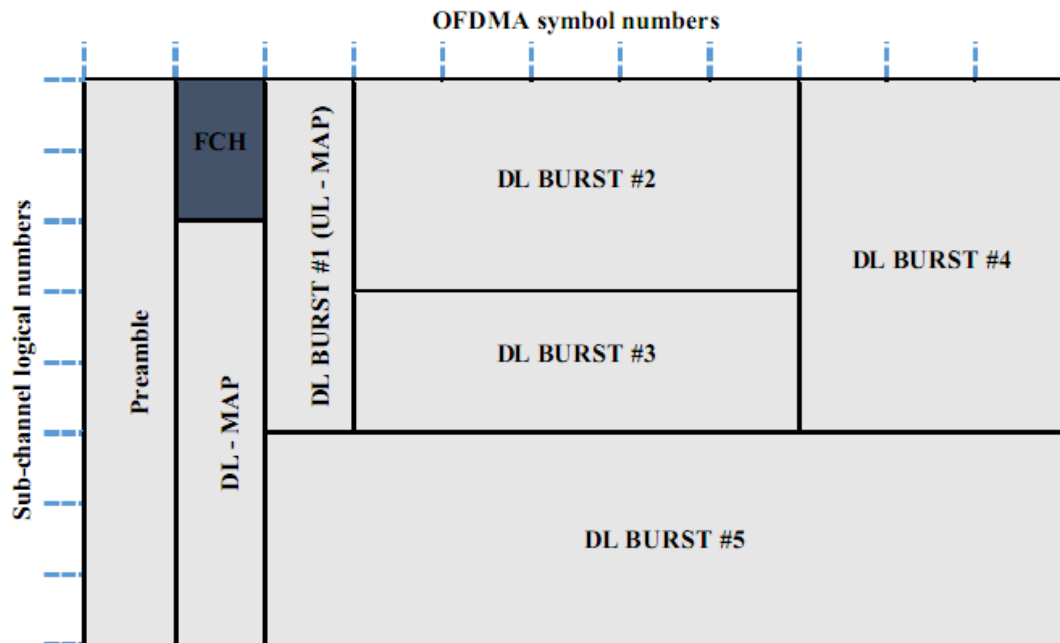 OFDMA symbol numbers
Sub-channel logical numbers
Preamble
FCH
DL - MAP
DL BURST #1 (UL - MAP)
DL BURST #2
DL BURST #3
DL BURST #4
DL BURST #5